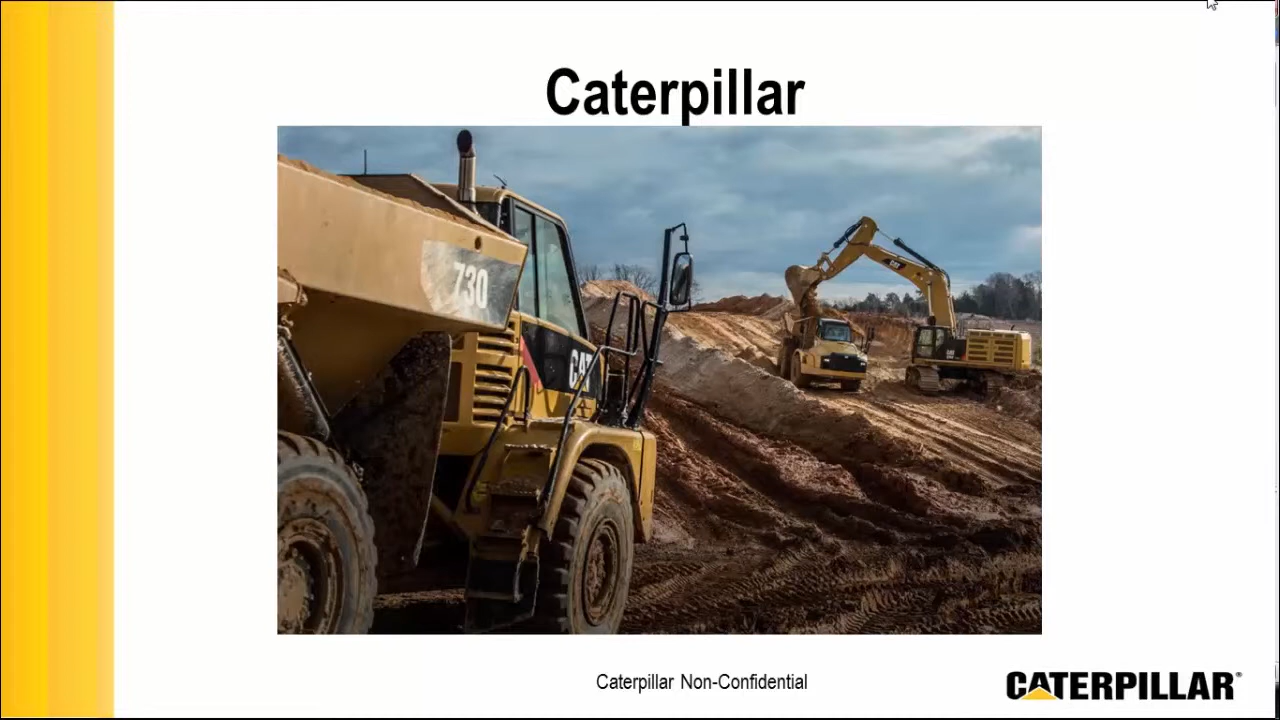 Caterpillar
730
CAT
CAT
Caterpillar Non-Confidential
CATERPILLAR®